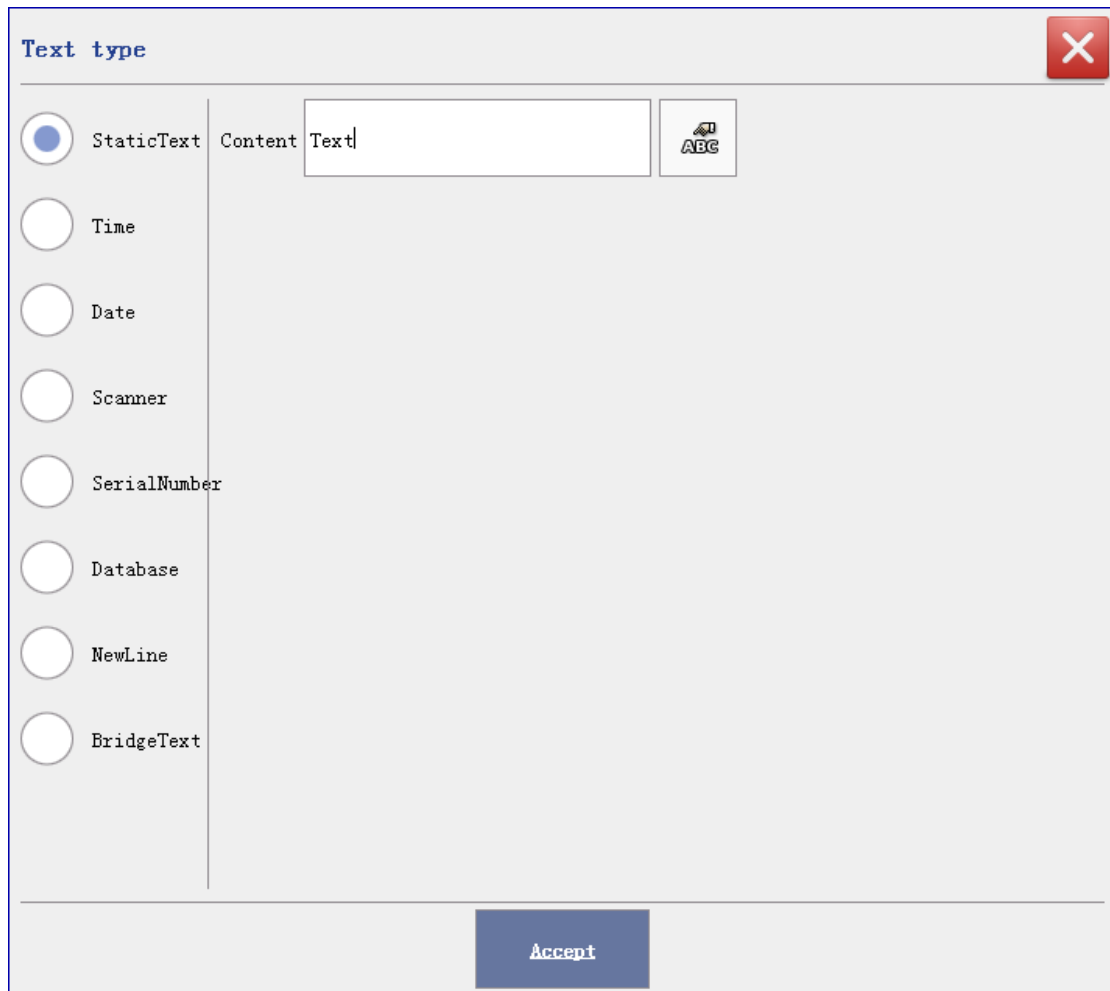 Text type
StaticText
Content Text
ABC
Time
Date
Scanner
SerialNumber
Database
NewLine
BridgeText
Accept